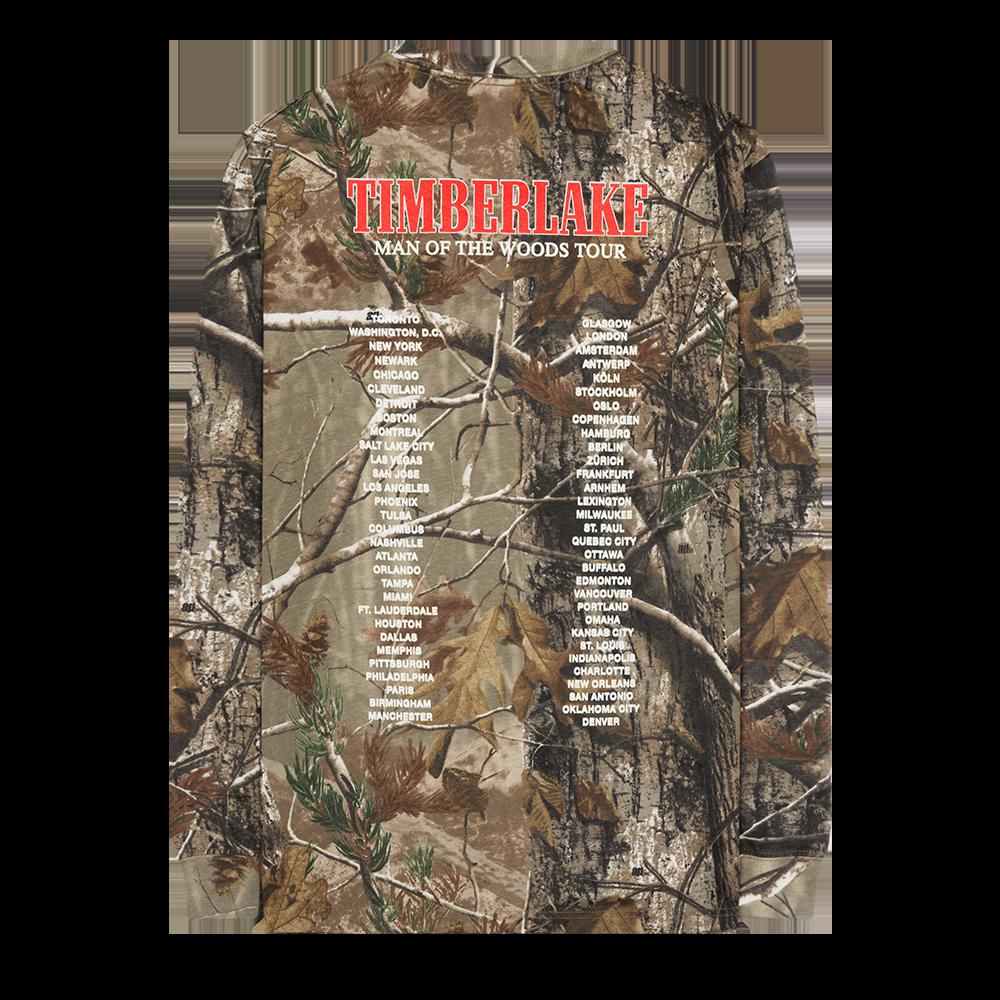 TIMBERLAKE
MAN OF THE WOODS TOUR
TORONTO
WASHINGTON, D.C.
NEW YORK
NEWARK
CHICAGO
CLEVELAND
DETROIT
BOSTON
MONTREAL
SALT LAKE CITY
LAS VEGAS
SAN JOSE
LOS ANGELES
PHOENIX
TULSA
COLUMBUS
NASHVILLE
ATLANTA
ORLANDO
TAMPA
MIAMI
FT. LAUDERDALE
HOUSTON
DALLAS
MEMPHIS
PITTSBURGH
PHILADELPHIA
PARIS
BIRMINGHAM
MANCHESTER
GLASGOW
LONDON
AMSTERDAM
ANTWERP
KÖLN
STOCKHOLM
OSLO
COPENHAGEN
HAMBURG
BERLIN
ZÜRICH
FRANKFURT
ARNHEM
LEXINGTON
MILWAUKEE
ST. PAUL
QUEBEC CITY
OTTAWA
BUFFALO
EDMONTON
VANCOUVER
PORTLAND
OMAHA
KANSAS CITY
ST. LOUIS
INDIANAPOLIS
CHARLOTTE
NEW ORLEANS
SAN ANTONIO
OKLAHOMA CITY
DENVER